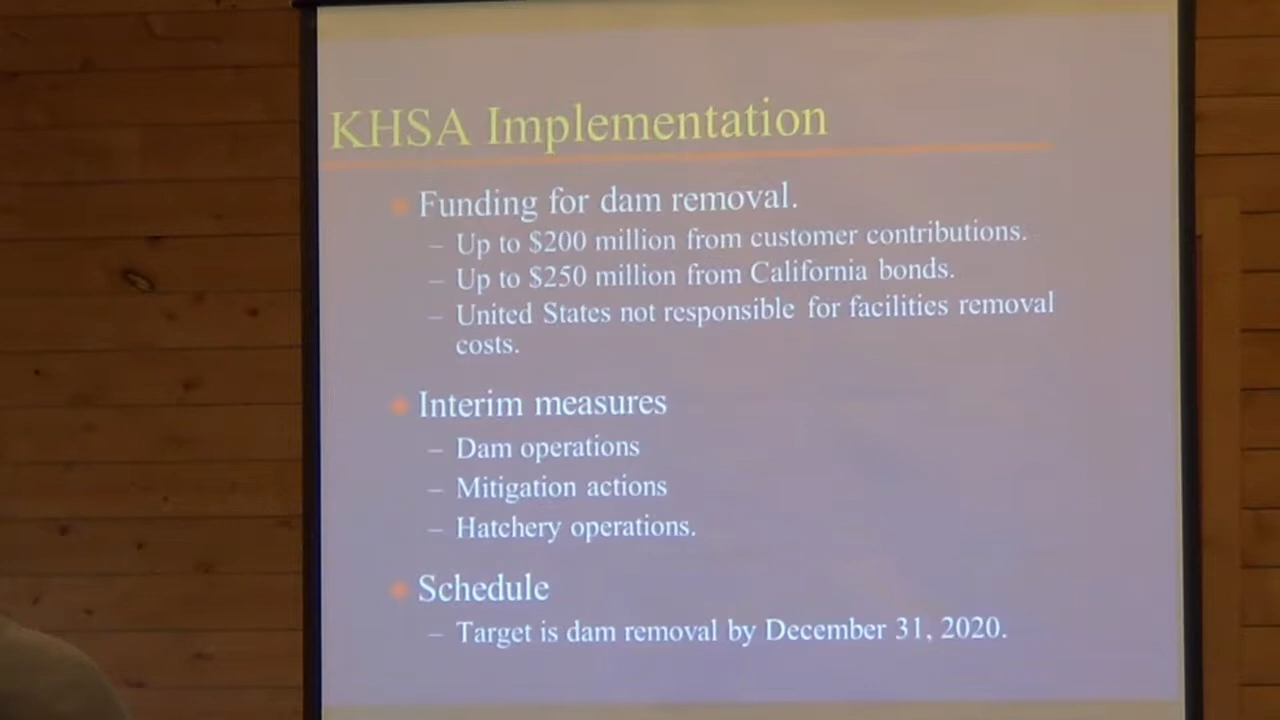 KHSA Implementation
Funding for dam removal.
– Up to $200 million from customer contributions.
– Up to $250 million from California bonds.
– United States not responsible for facilities removal
costs.
Interim measures
– Dam operations
– Mitigation actions
– Hatchery operations.
Schedule
– Target is dam removal by December 31, 2020.